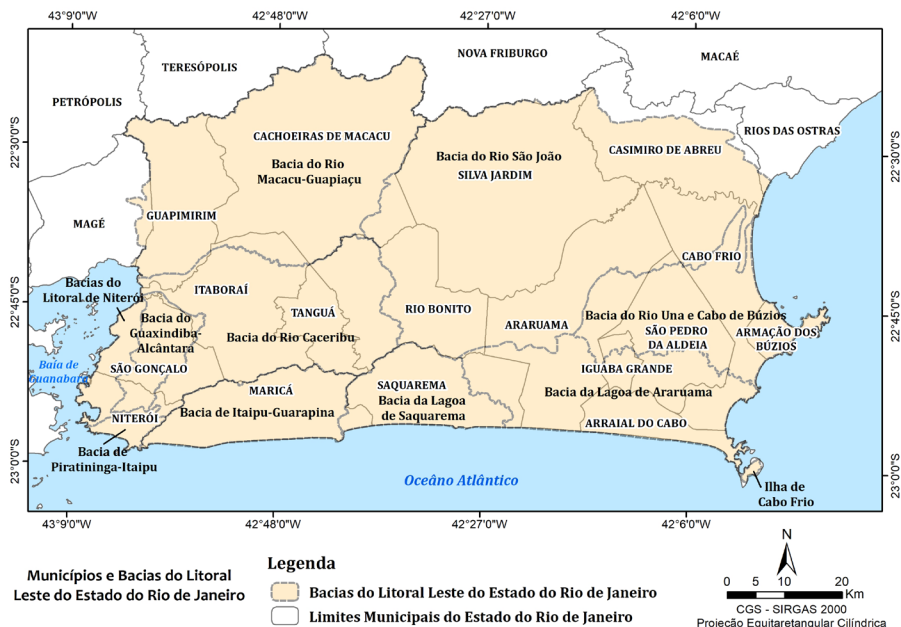 43°9'0"W 42°48'0"W 42°27'0"W 42°6'0"W
NOVA FRIBURGO
MACAÉ
TERESÓPOLIS
PETRÓPOLIS
RIOS DAS OSTRAS
22°30'0"S
22°30'0"S
CACHOEIRAS DE MACACU
Bacia do Rio
Macacu-Guapiaçu
Bacia do Rio São João
SILVA JARDIM
CASIMIRO DE ABREU
MAGÉ
GUAPIMIRIM
CABO FRIO
Bacias do
Litoral de Niterói
ITABORAÍ
22°45'0"S
22°45'0"S
Bacia do
Guaxindiba-
Alcântara
TANGUÁ
RIO BONITO
Bacia do Rio Caceribu
ARARUAMA
Bacia do Rio Una e Cabo de Búzios
SÃO PEDRO
DA ALDEIA
ARMAÇÃO DOS
BÚZIOS
Baía de
Guanabara
SÃO GONÇALO
IGUABA GRANDE
MARICÁ
SAQUAREMA
Bacia da Lagoa
de Saquarema
Bacia da Lagoa de Araruama
NITERÓI
Bacia de Itaipu-Guarapina
ARRAIAL DO CABO
Bacia de
Piratininga-Itaipu
23°0'0"S
23°0'0"S
Oceâno Atlântico
Ilha de
Cabo Frio
43°9'0"W 42°48'0"W 42°27'0"W 42°6'0"W
Municípios e Bacias do Litoral
Leste do Estado do Rio de Janeiro
Legenda
Bacias do Litoral Leste do Estado do Rio de Janeiro
Limites Municipais do Estado do Rio de Janeiro
N
0 5 10 20
Km
CGS - SIRGAS 2000
Projeção Equitaretangular Cilíndrica